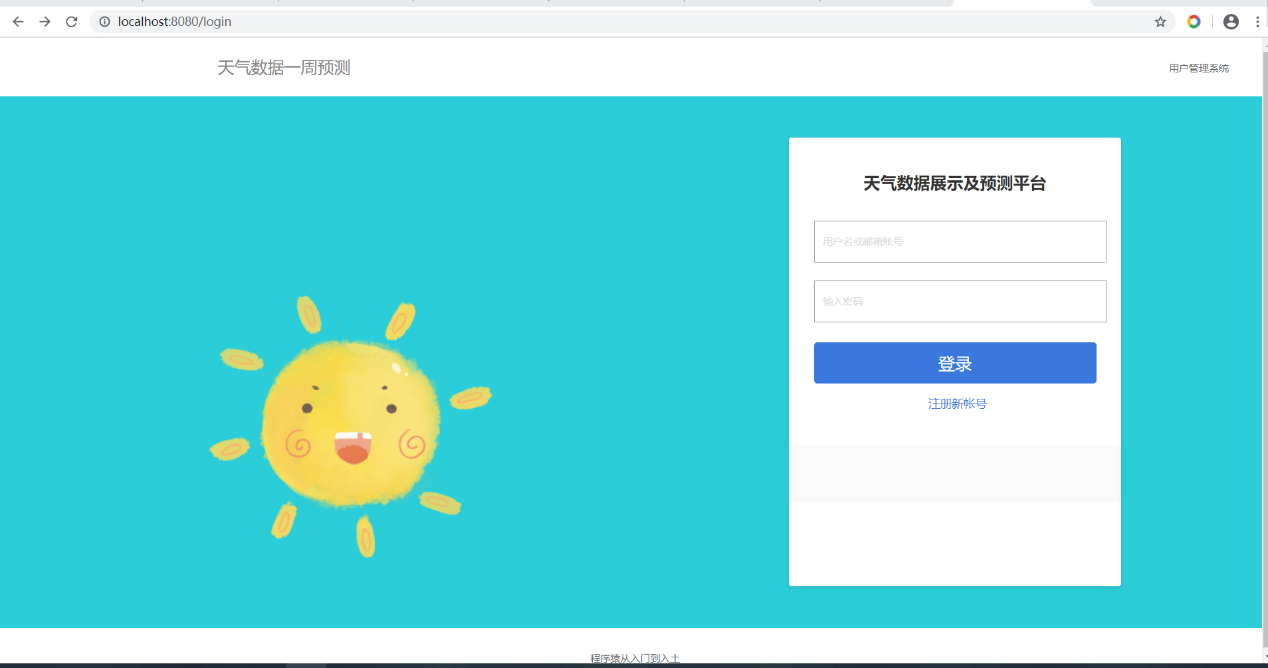 localhost:8080/login
天气数据一周预测
用户管理系统
天气数据展示及预测平台
用户名或邮箱账号
输入密码
登录
注册新帐号
程序猿从入门到入土